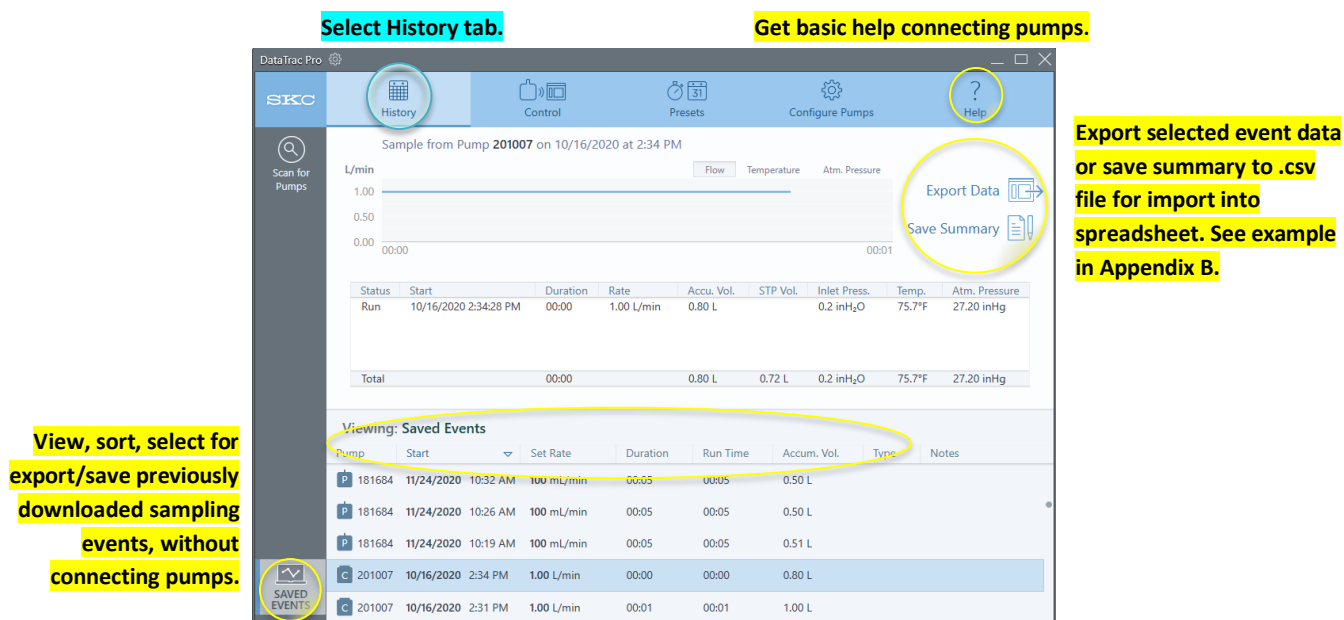 Select History tab.
Get basic help connecting pumps.
DataTrac Pro
SKC
History
Control
31
Presets
Configure Pumps
?
Help
Scan for
Pumps
Sample from Pump 201007 on 10/16/2020 at 2:34 PM
L/min
Flow Temperature Atm. Pressure
1.00
0.50
0.00
00:00 00:01
Export Data
Save Summary
Export selected event data
or save summary to .csv
file for import into
spreadsheet. See example
in Appendix B.
Status Start Duration Rate Accu. Vol. STP Vol. Inlet Press. Temp. Atm. Pressure
Run 10/16/2020 2:34:28 PM 00:00 1.00 L/min 0.80 L 0.2 inH₂O 75.7°F 27.20 inHg
Total 00:00 0.80 L 0.72 L 0.2 inH₂O 75.7°F 27.20 inHg
View, sort, select for
export/save previously
downloaded sampling
events, without
connecting pumps.
Viewing: Saved Events
Pump Start Set Rate Duration Run Time Accum. Vol. Type Notes
P 181684 11/24/2020 10:32 AM 100 mL/min 00:05 00:05 0.50 L
P 181684 11/24/2020 10:26 AM 100 mL/min 00:05 00:05 0.50 L
P 181684 11/24/2020 10:19 AM 100 mL/min 00:05 00:05 0.51 L
C 201007 10/16/2020 2:34 PM 1.00 L/min 00:00 00:00 0.80 L
C 201007 10/16/2020 2:31 PM 1.00 L/min 00:01 00:01 1.00 L
SAVED
EVENTS